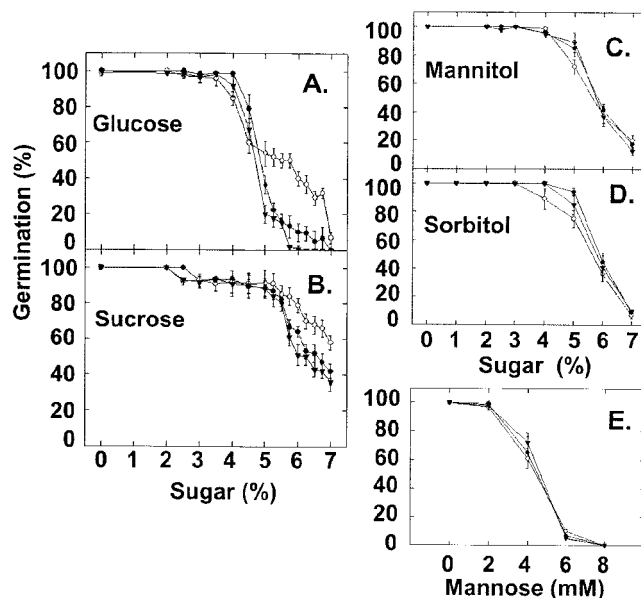 A.
100
80
60
40
20
0
Glucose
B.
100
80
60
40
20
0
Sucrose
Germination (%)
0 1 2 3 4 5 6 7
Sugar (%)
C.
100
80
60
40
20
0
Mannitol
D.
100
80
60
40
20
0
Sorbitol
0 1 2 3 4 5 6 7
Sugar (%)
E.
100
80
60
40
20
0
0 2 4 6 8
Mannose (mM)